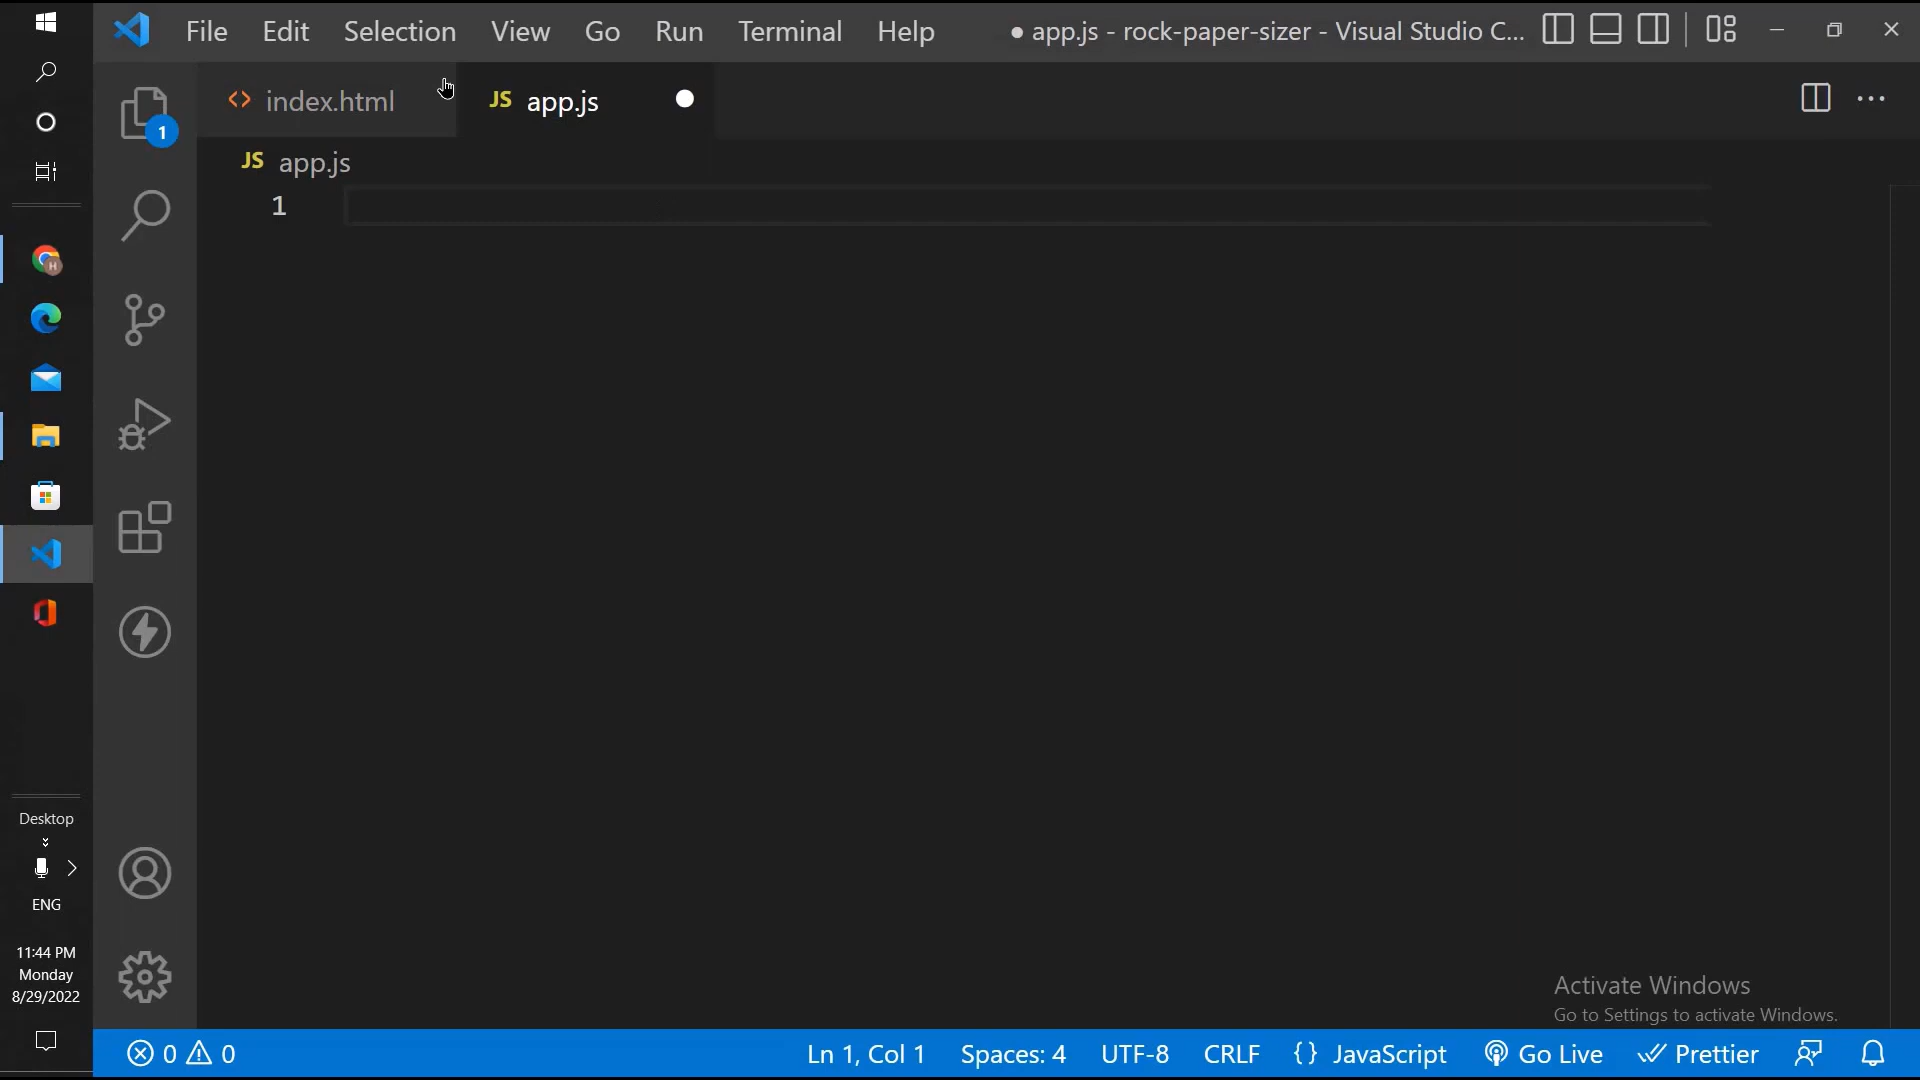 File Edit Selection View Go Run Terminal Help ● app.js - rock-paper-sizer - Visual Studio C...
index.html JS app.js
1
JS app.js
1
H
Desktop
ENG
11:44 PM
Monday
8/29/2022
Activate Windows
Go to Settings to activate Windows.
0 0 Ln 1, Col 1 Spaces: 4 UTF-8 CRLF {} JavaScript Go Live Prettier